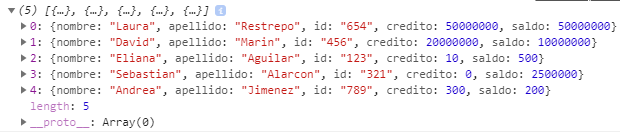 (5) [{…}, {…}, {…}, {…}, {…}] i
0: {nombre: "Laura", apellido: "Restrepo", id: "654", credito: 50000000, saldo: 50000000}
1: {nombre: "David", apellido: "Marin", id: "456", credito: 20000000, saldo: 10000000}
2: {nombre: "Eliana", apellido: "Aguilar", id: "123", credito: 10, saldo: 500}
3: {nombre: "Sebastian", apellido: "Alarcon", id: "321", credito: 0, saldo: 2500000}
4: {nombre: "Andrea", apellido: "Jimenez", id: "789", credito: 300, saldo: 200}
length: 5
__proto__: Array(0)